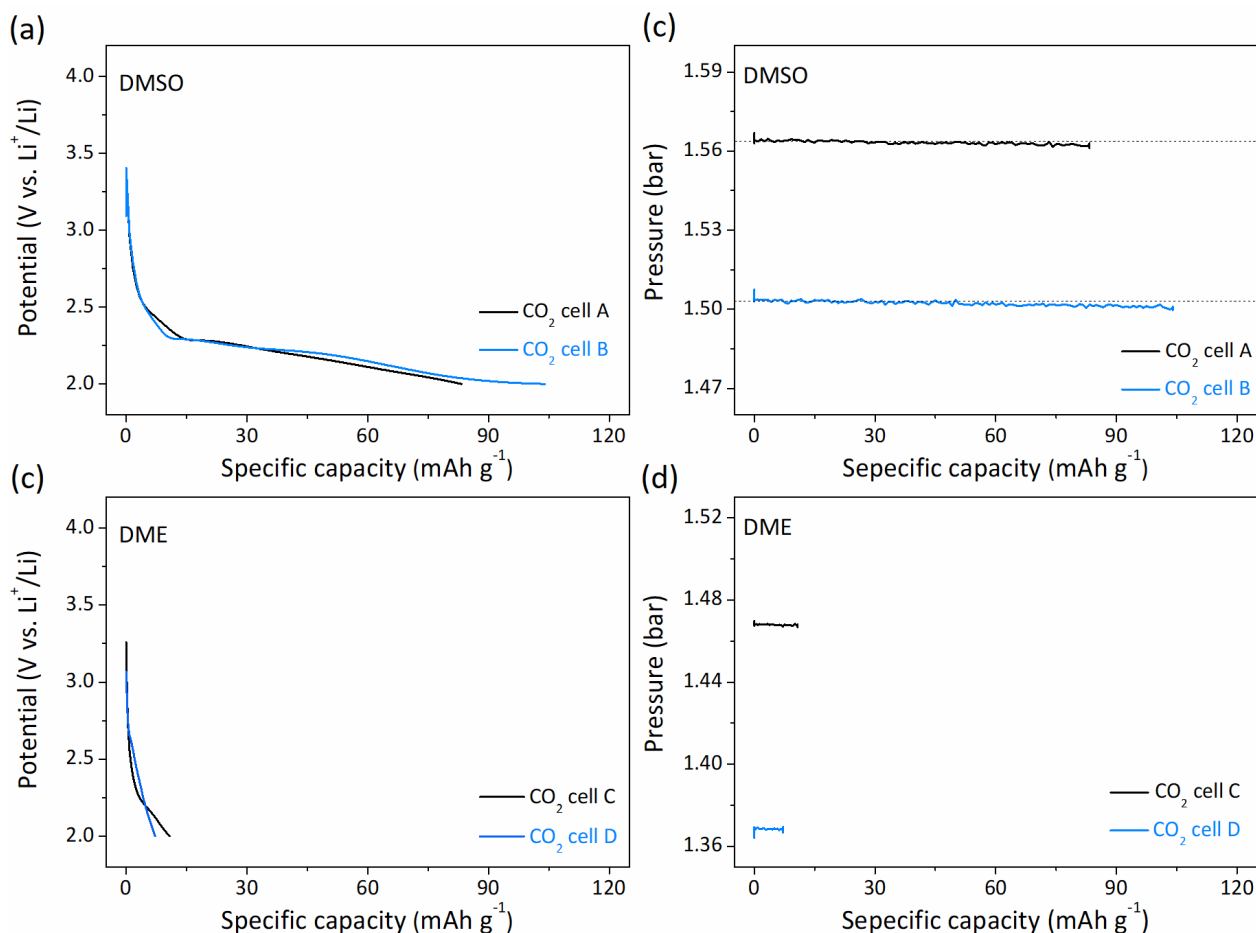 (a)
DMSO
4.0
3.5
3.0
2.5
2.0
Potential (V vs. Li⁺/Li)
CO₂ cell A
CO₂ cell B
0 30 60 90 120
Specific capacity (mAh g⁻¹)
(c)
DMSO
1.59
1.56
1.53
1.50
1.47
Pressure (bar)
CO₂ cell A
CO₂ cell B
0 30 60 90 120
Sepecific capacity (mAh g⁻¹)
(c)
DME
4.0
3.5
3.0
2.5
2.0
Potential (V vs. Li⁺/Li)
CO₂ cell C
CO₂ cell D
0 30 60 90 120
Specific capacity (mAh g⁻¹)
(d)
DME
1.52
1.48
1.44
1.40
1.36
Pressure (bar)
CO₂ cell C
CO₂ cell D
0 30 60 90 120
Sepecific capacity (mAh g⁻¹)